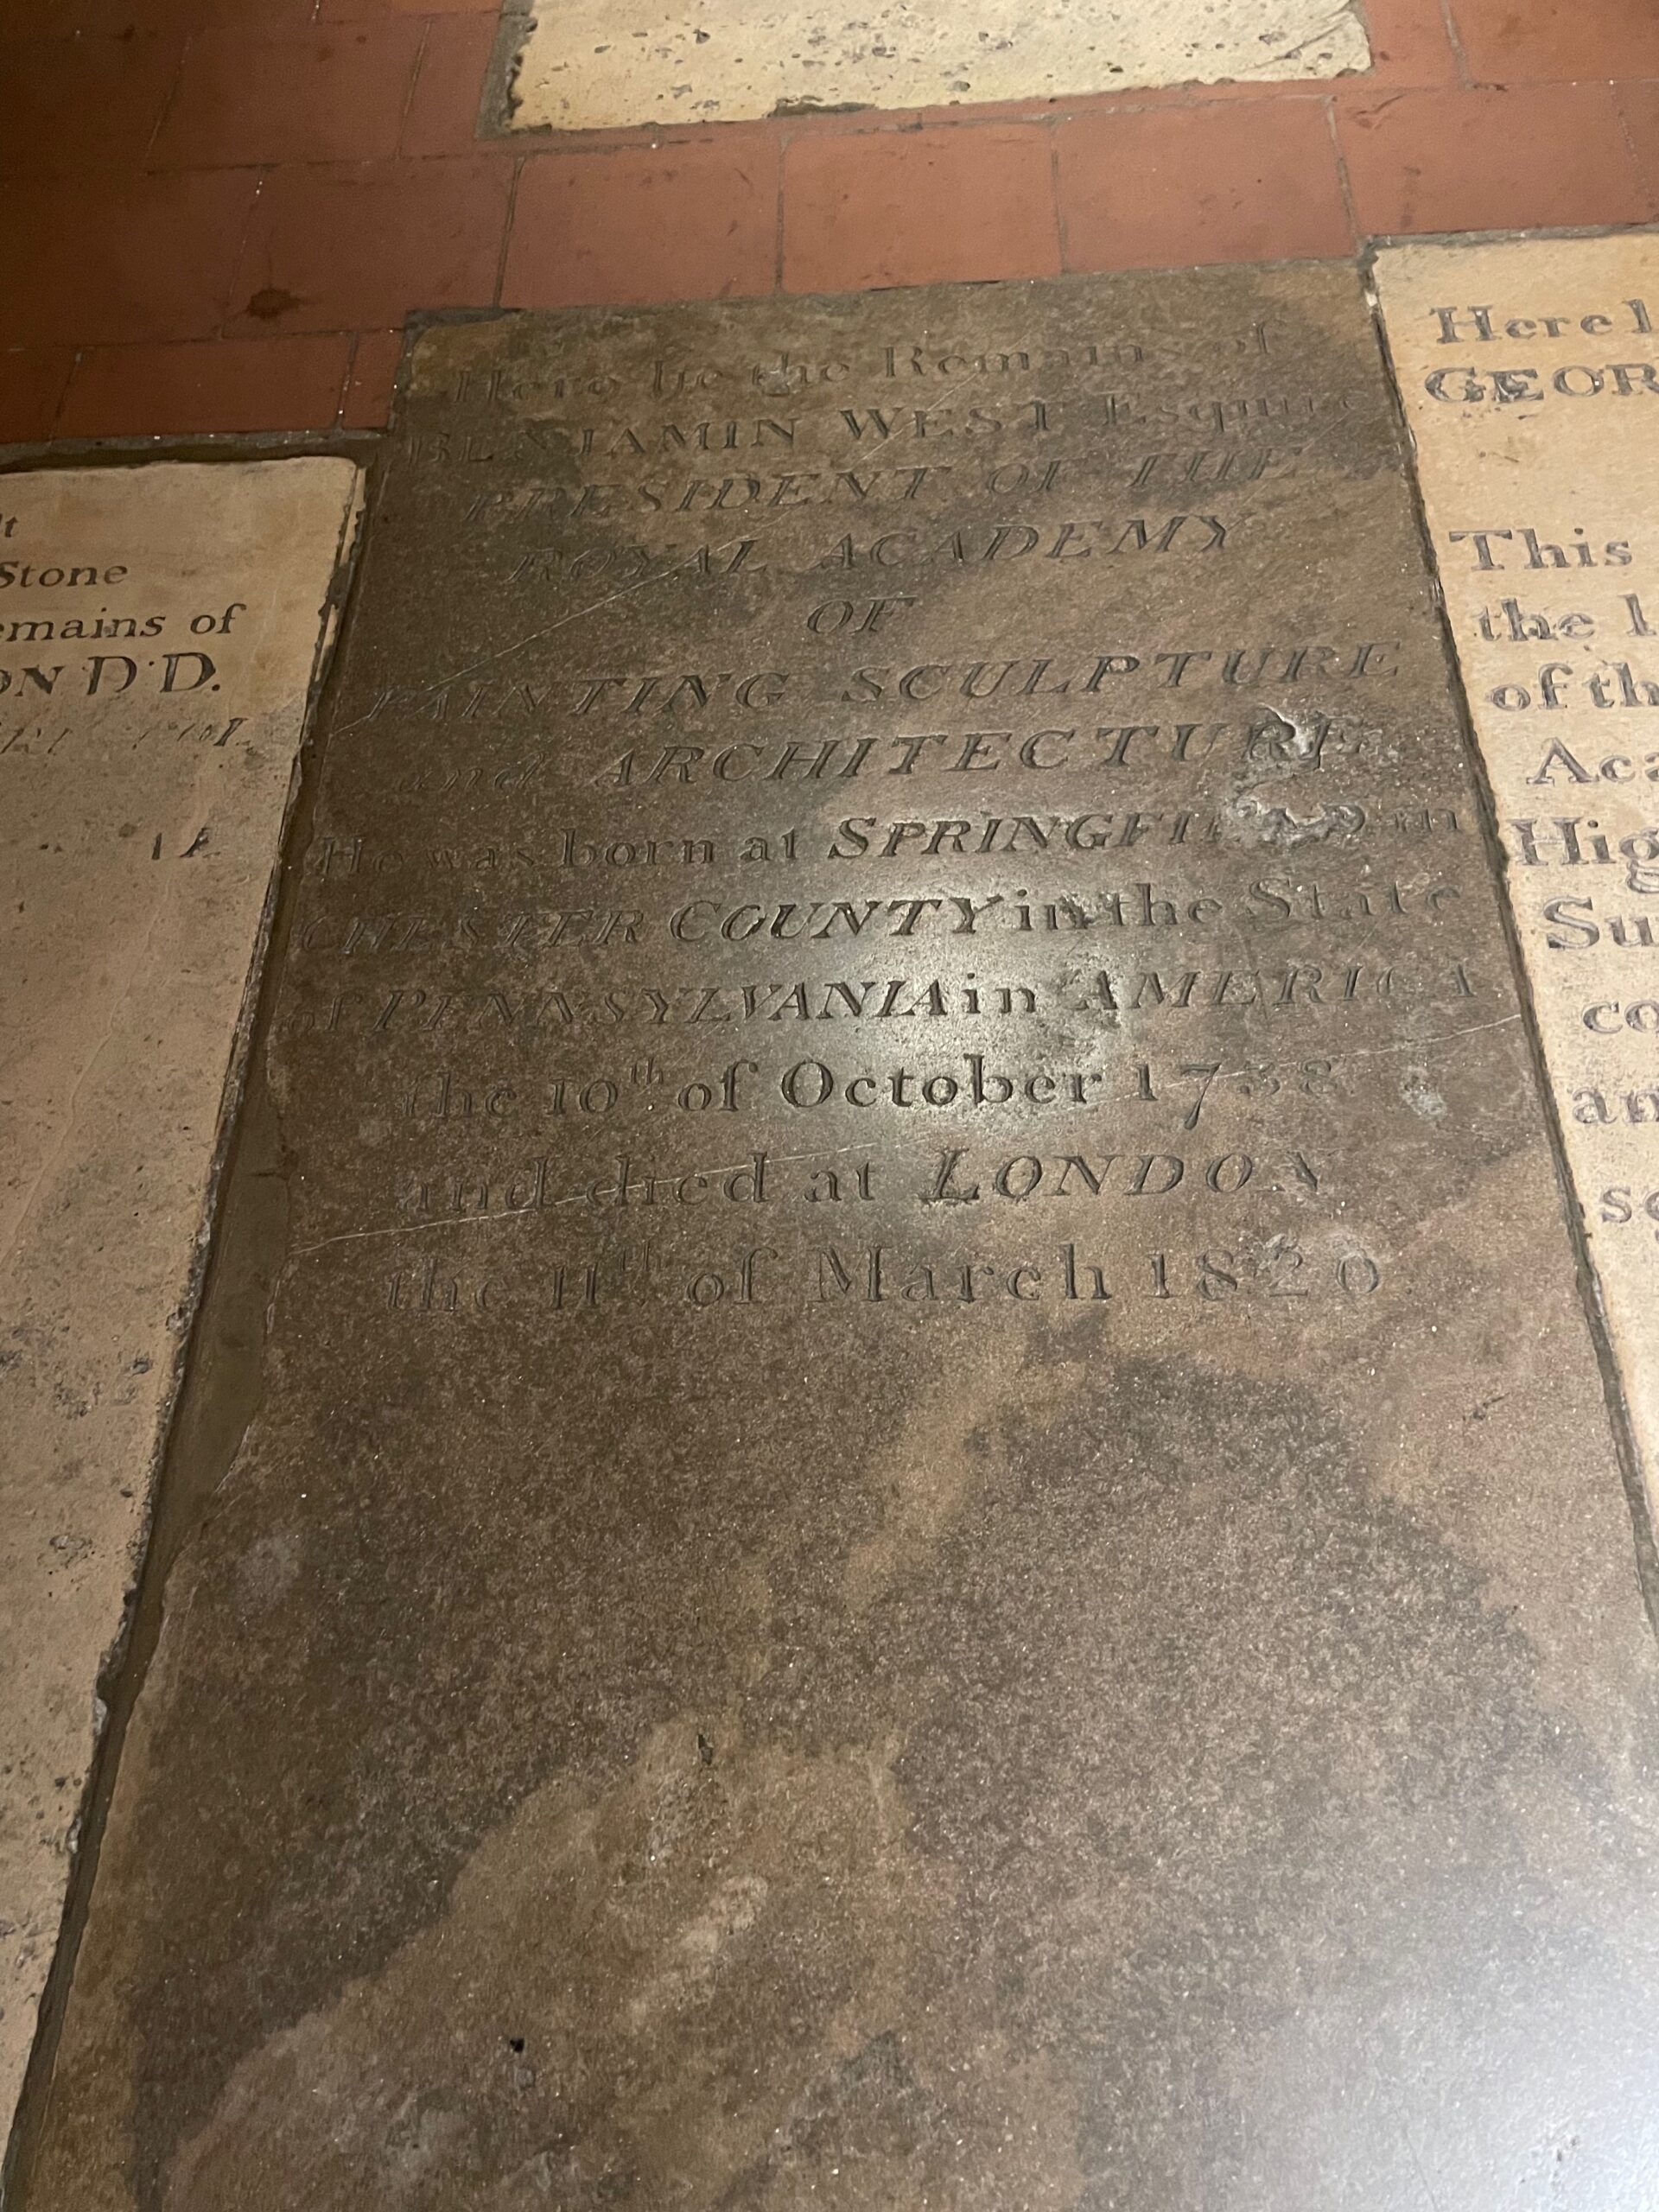 lt
Stone
emains of
ON D.D.
Here lie the Remains of
BENJAMIN WEST Esquire
PRESIDENT OF THE
ROYAL ACADEMY
OF
PAINTING SCULPTURE
and ARCHITECTURE
He was born at SPRINGFIELD in
CHESTER COUNTY in the State
of PENNSYLVANIA in AMERICA
the 10th of October 1738
and died at LONDON
the 11th of March 1820
Here l
GEOR
This
the l
of th
Aca
Hig
Su
co
an
so